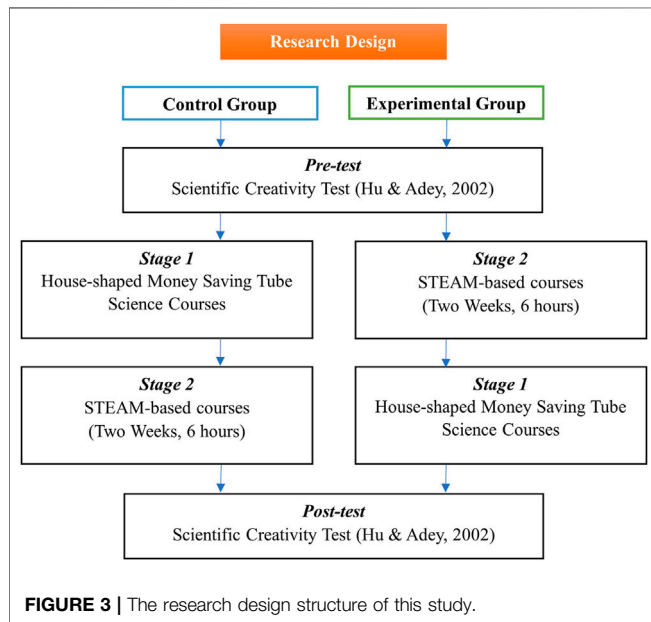 Research Design
Control Group
Experimental Group
Pre-test
Scientific Creativity Test (Hu & Adey, 2002)
Stage 1
House-shaped Money Saving Tube
Science Courses
Stage 2
STEAM-based courses
(Two Weeks, 6 hours)
Stage 2
STEAM-based courses
(Two Weeks, 6 hours)
Stage 1
House-shaped Money Saving Tube
Science Courses
Post-test
Scientific Creativity Test (Hu & Adey, 2002)
FIGURE 3 | The research design structure of this study.